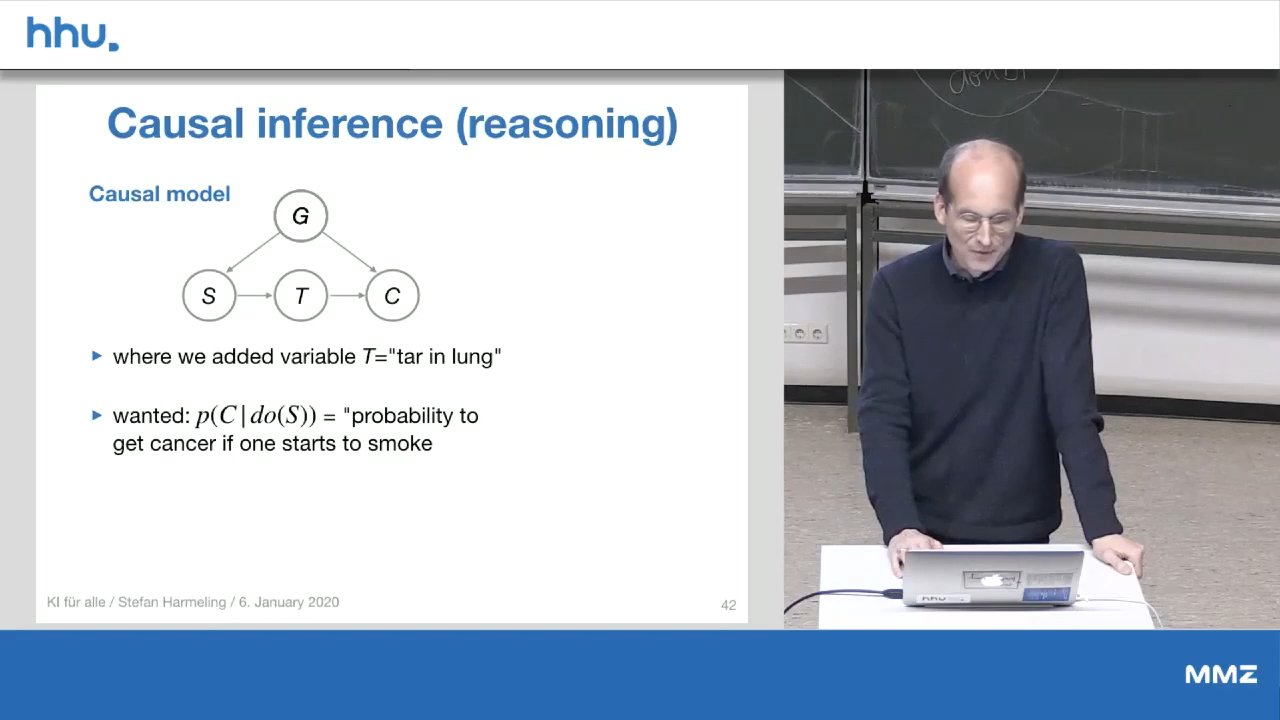 hhu.
Causal inference (reasoning)
Causal model
G
S T C
where we added variable T="tar in lung"
wanted: p(C|do(S)) = "probability to
get cancer if one starts to smoke
KI für alle / Stefan Harmeling / 6. January 2020
42
hhu
MMZ